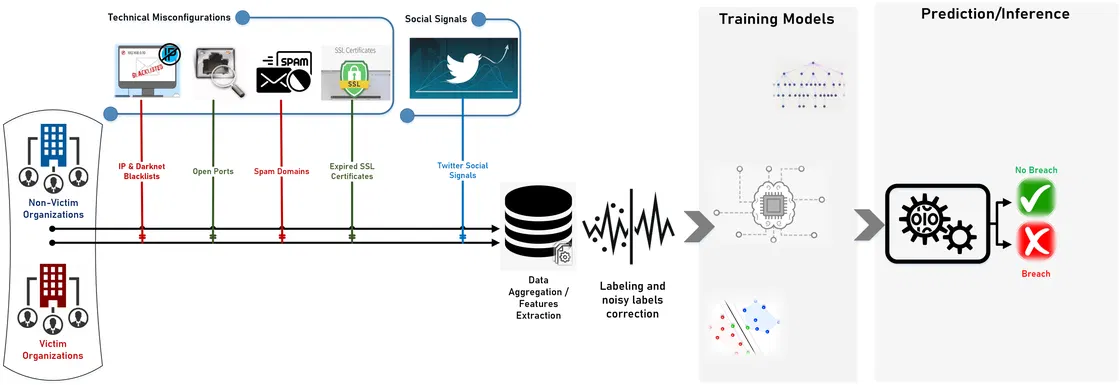 Technical Misconfigurations
Social Signals
Training Models
Prediction/Inference
BLACKLISTED
IP
SPAM
SSL Certificates
SSL
IP & Darknet
Blacklists
Open Ports
Spam Domains
Expired SSL
Certificates
Twitter Social
Signals
Non-Victim
Organizations
Victim
Organizations
Data
Aggregation /
Features
Extraction
Labeling and
noisy labels
correction
No Breach
Breach